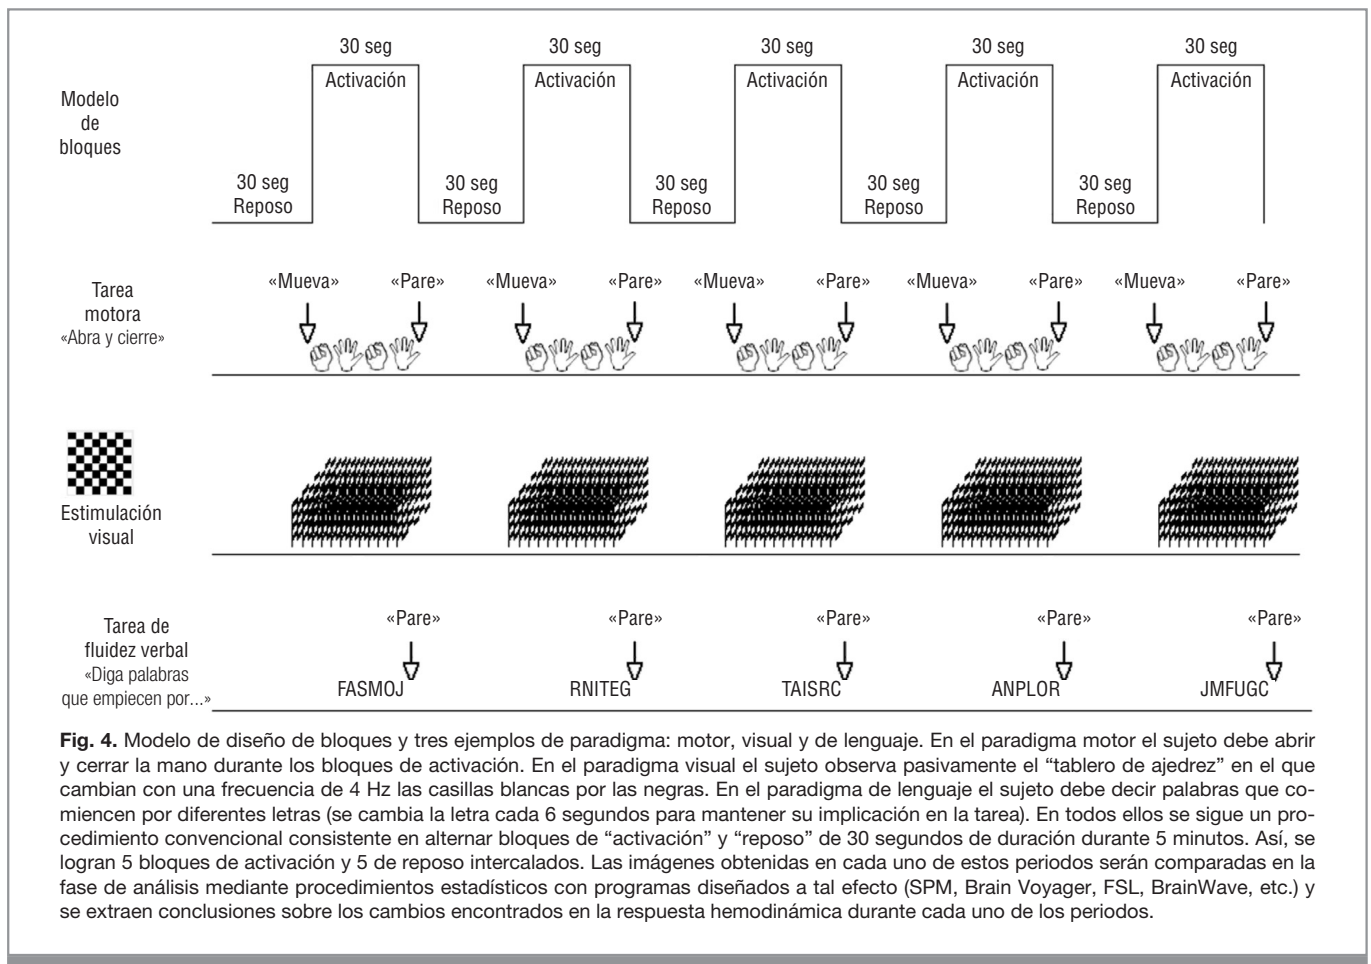 30 seg 30 seg 30 seg 30 seg 30 seg
Activación Activación Activación Activación Activación
Modelo
de
bloques
30 seg 30 seg 30 seg 30 seg 30 seg
Reposo Reposo Reposo Reposo Reposo
«Mueva» «Pare» «Mueva» «Pare» «Mueva» «Pare» «Mueva» «Pare» «Mueva» «Pare»
Tarea
motora
«Abra y cierre»
Estimulación
visual
«Pare» «Pare» «Pare» «Pare» «Pare»
Tarea de
fluidez verbal
«Diga palabras
que empiecen por...»
FASMOJ RNITEG TAISRC ANPLOR JMFUGC
Fig. 4. Modelo de diseño de bloques y tres ejemplos de paradigma: motor, visual y de lenguaje. En el paradigma motor el sujeto debe abrir
y cerrar la mano durante los bloques de activación. En el paradigma visual el sujeto observa pasivamente el “tablero de ajedrez” en el que
cambian con una frecuencia de 4 Hz las casillas blancas por las negras. En el paradigma de lenguaje el sujeto debe decir palabras que co-
miencen por diferentes letras (se cambia la letra cada 6 segundos para mantener su implicación en la tarea). En todos ellos se sigue un pro-
cedimiento convencional consistente en alternar bloques de “activación” y “reposo” de 30 segundos de duración durante 5 minutos. Así, se
logran 5 bloques de activación y 5 de reposo intercalados. Las imágenes obtenidas en cada uno de estos periodos serán comparadas en la
fase de análisis mediante procedimientos estadísticos con programas diseñados a tal efecto (SPM, Brain Voyager, FSL, BrainWave, etc.) y
se extraen conclusiones sobre los cambios encontrados en la respuesta hemodinámica durante cada uno de los periodos.